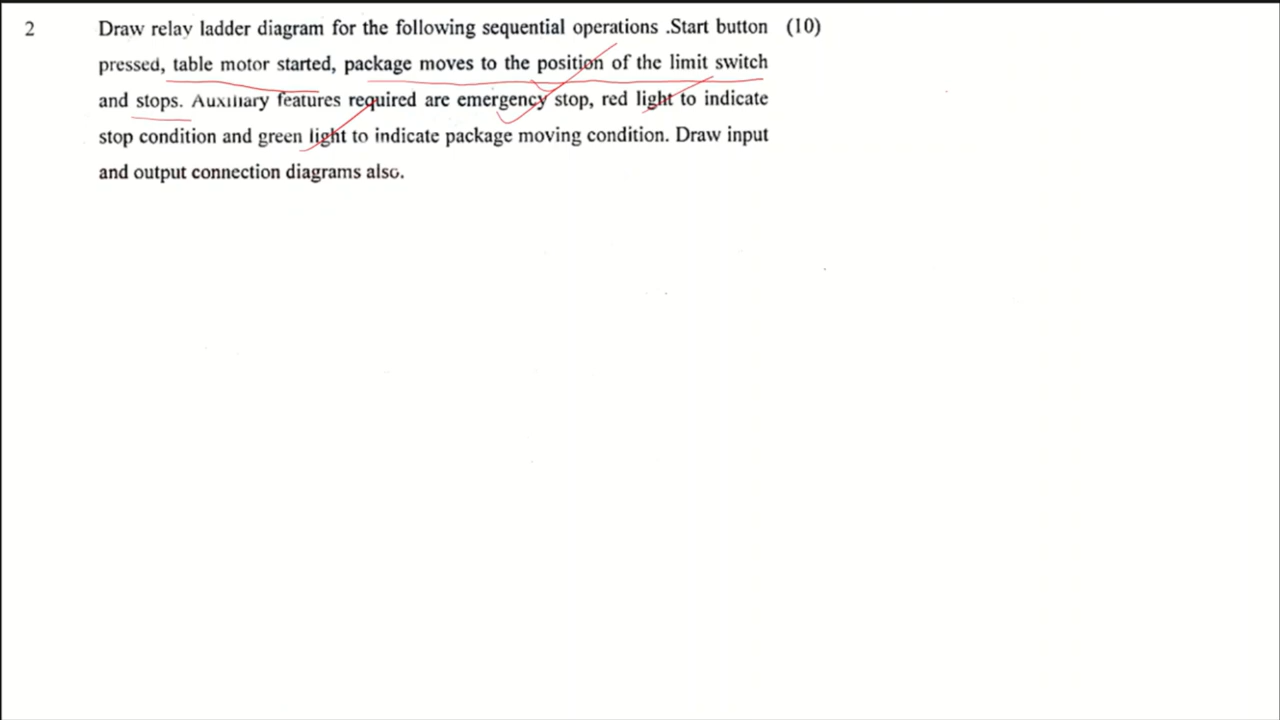 2 Draw relay ladder diagram for the following sequential operations .Start button (10)
pressed, table motor started, package moves to the position of the limit switch
and stops. Auxiliary features required are emergency stop, red light to indicate
stop condition and green light to indicate package moving condition. Draw input
and output connection diagrams also.